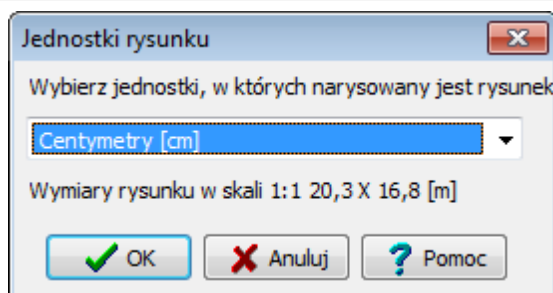 Jednostki rysunku
Wybierz jednostki, w których narysowany jest rysunek
Centymetry [cm]
Wymiary rysunku w skali 1:1 20,3 X 16,8 [m]
OK Anuluj Pomoc